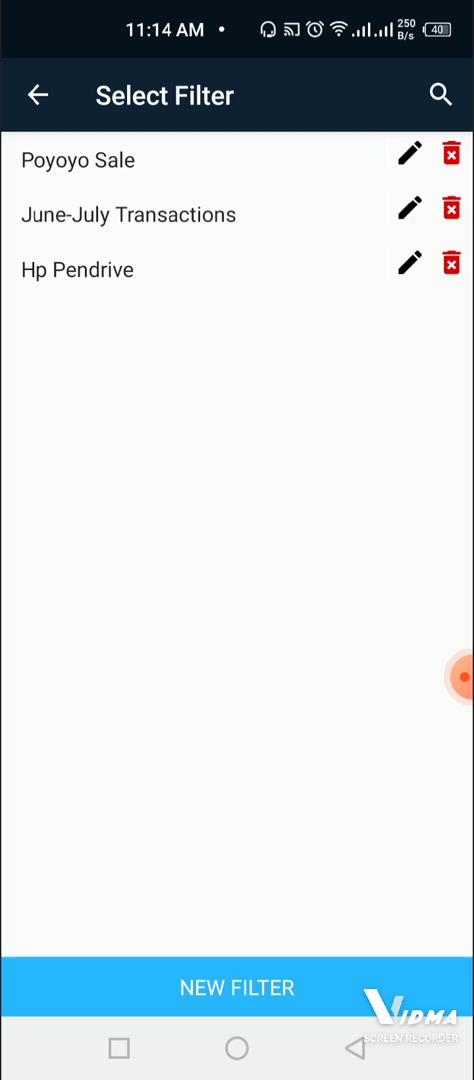 11:14 AM • 250 B/s 40
Select Filter
Poyoyo Sale
June-July Transactions
Hp Pendrive
NEW FILTER
VIDMA
SCREEN RECORDER